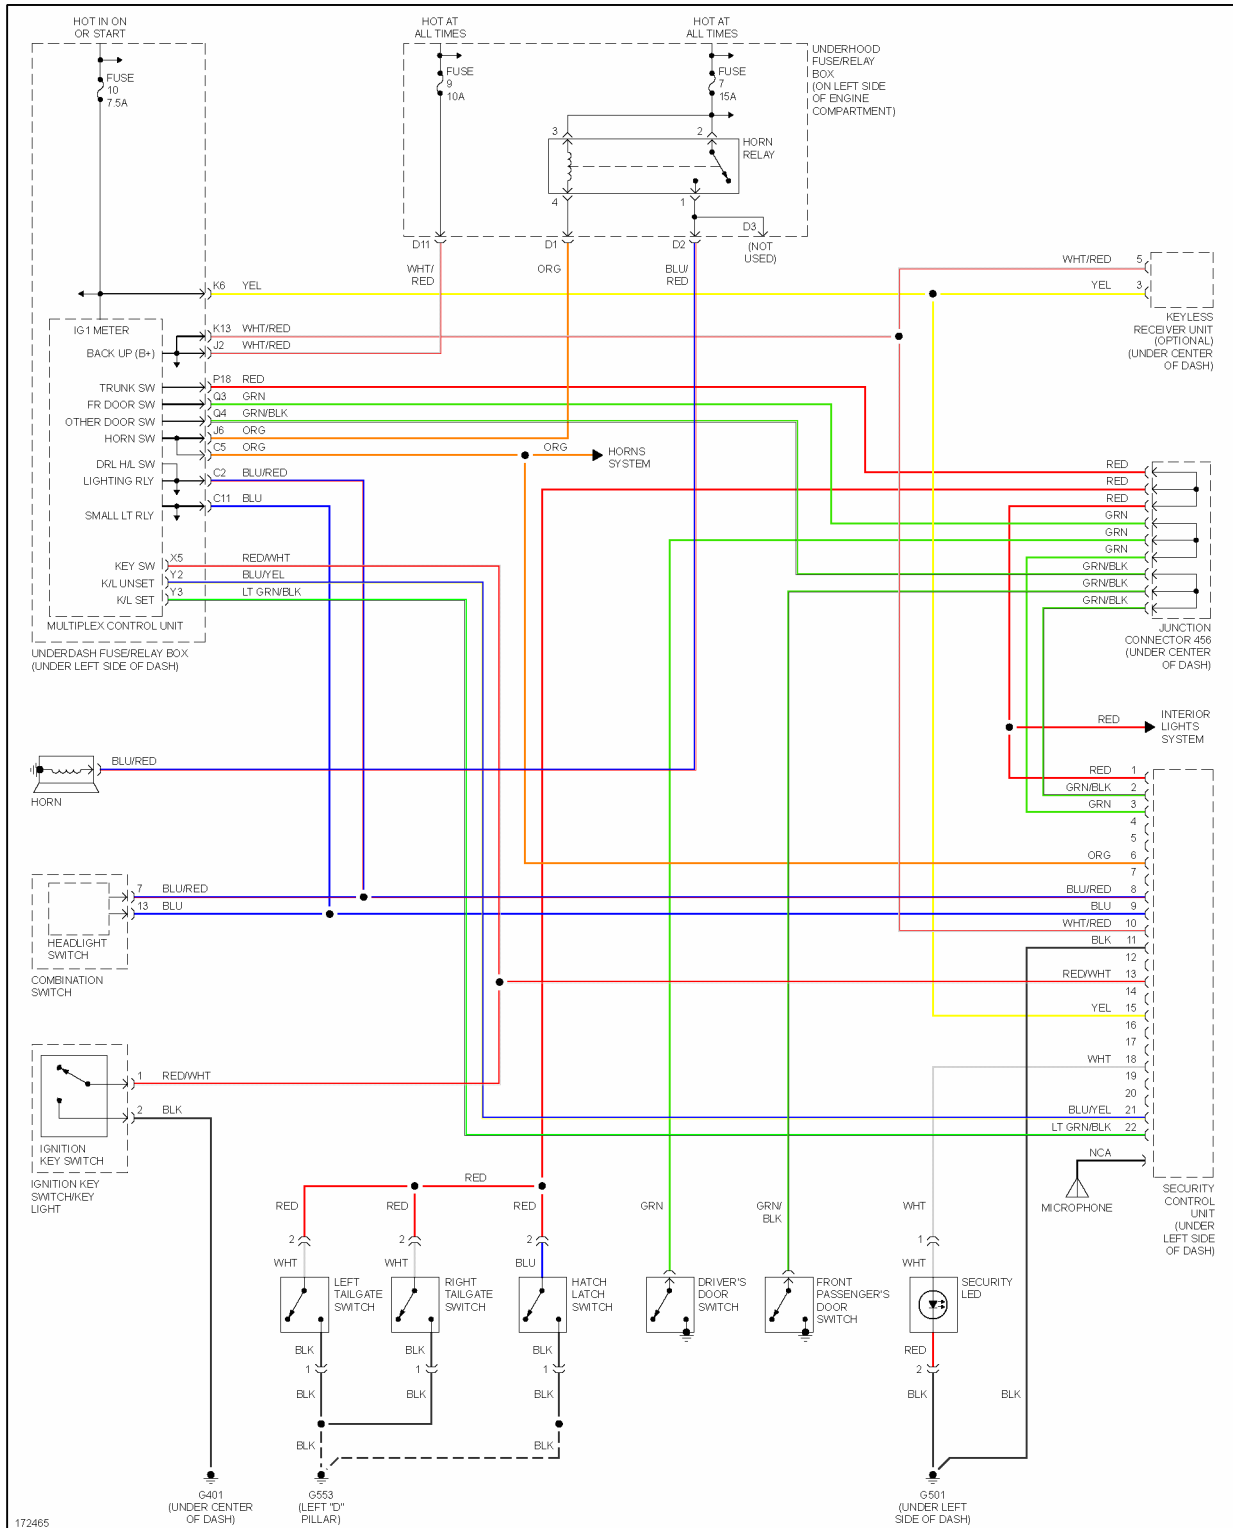 HOT IN ON
OR START
FUSE
10
7.5A
HOT AT
ALL TIMES
FUSE
9
10A
HOT AT
ALL TIMES
FUSE
7
15A
UNDERHOOD
FUSE/RELAY
BOX
(ON LEFT SIDE
OF ENGINE
COMPARTMENT)
3
2
HORN
RELAY
4
1
D3
(NOT
USED)
D11
D1
D2
WHT/
RED
ORG
BLU/
RED
WHT/RED 5
YEL 3
KEYLESS
RECEIVER UNIT
(OPTIONAL)
(UNDER CENTER
OF DASH)
K6 YEL
IG1 METER
K13 WHT/RED
BACK UP (B+) J2 WHT/RED
TRUNK SW P18 RED
FR DOOR SW Q3 GRN
OTHER DOOR SW Q4 GRN/BLK
HORN SW J6 ORG
C5 ORG
ORG
HORNS
SYSTEM
DRL H/L SW
LIGHTING RLY C2 BLU/RED
C11 BLU
SMALL LT RLY
KEY SW X5 RED/WHT
K/L UNSET Y2 BLU/YEL
K/L SET Y3 LT GRN/BLK
MULTIPLEX CONTROL UNIT
UNDERDASH FUSE/RELAY BOX
(UNDER LEFT SIDE OF DASH)
RED
RED
RED
GRN
GRN
GRN
GRN/BLK
GRN/BLK
GRN/BLK
JUNCTION
CONNECTOR 456
(UNDER CENTER
OF DASH)
RED
INTERIOR
LIGHTS
SYSTEM
BLU/RED
HORN
RED 1
GRN/BLK 2
GRN 3
4
5
ORG 6
7
BLU/RED 8
BLU 9
WHT/RED 10
BLK 11
12
RED/WHT 13
14
YEL 15
16
17
WHT 18
19
20
BLU/YEL 21
LT GRN/BLK 22
NCA
MICROPHONE
SECURITY
CONTROL
UNIT
(UNDER
LEFT SIDE
OF DASH)
7 BLU/RED
13 BLU
HEADLIGHT
SWITCH
COMBINATION
SWITCH
1 RED/WHT
2 BLK
IGNITION
KEY SWITCH
IGNITION KEY
SWITCH/KEY
LIGHT
RED
RED
RED
RED
GRN
GRN/
BLK
WHT
2
2
2
1
WHT
WHT
BLU
WHT
LEFT
TAILGATE
SWITCH
RIGHT
TAILGATE
SWITCH
HATCH
LATCH
SWITCH
DRIVER'S
DOOR
SWITCH
FRONT
PASSENGER'S
DOOR
SWITCH
SECURITY
LED
BLK
BLK
BLK
RED
1
1
1
2
BLK
BLK
BLK
BLK
BLK
BLK
BLK
G401
(UNDER CENTER
OF DASH)
G553
(LEFT "D"
PILLAR)
G501
(UNDER LEFT
SIDE OF DASH)
172465